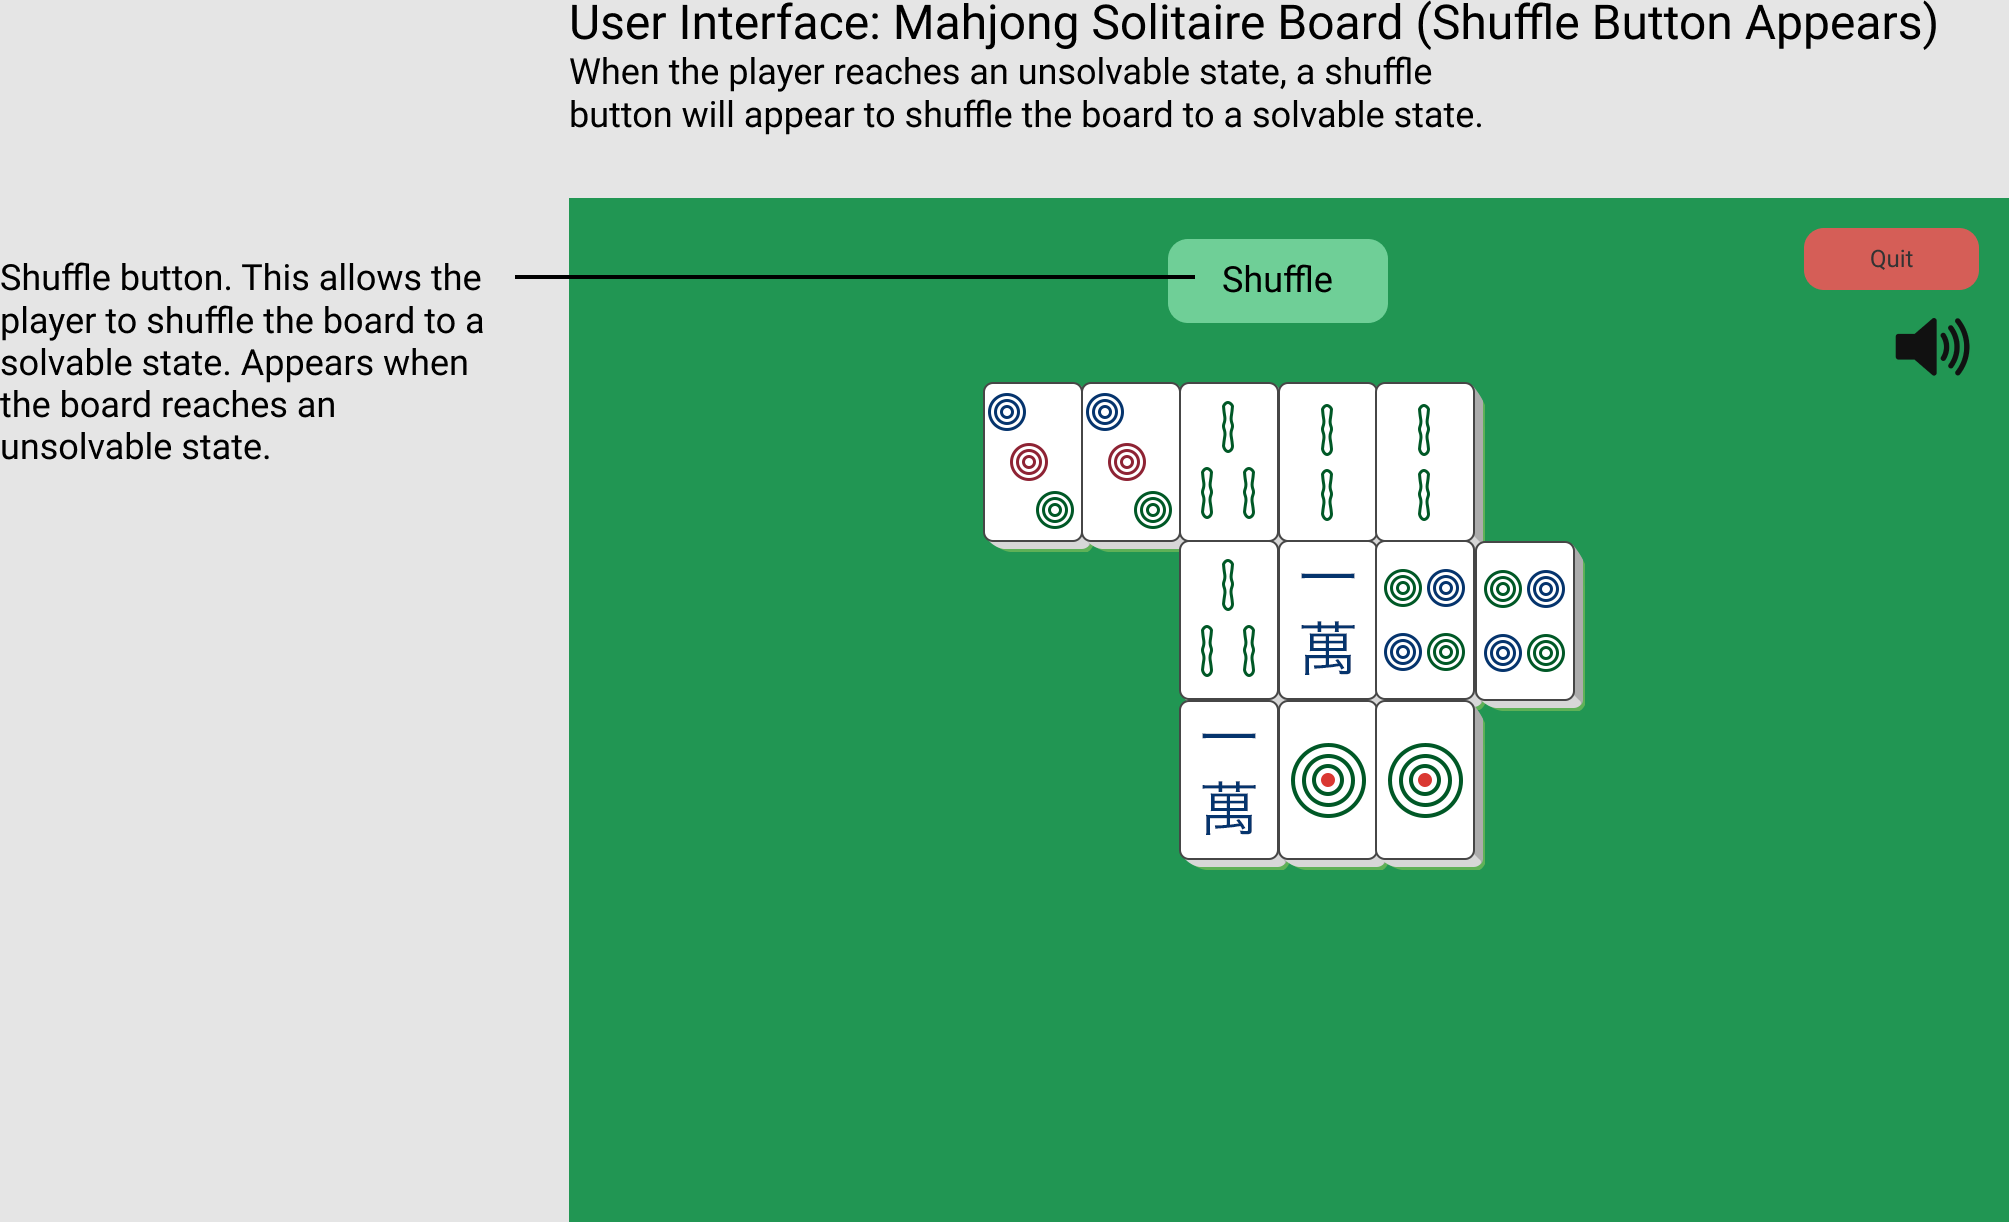 User Interface: Mahjong Solitaire Board (Shuffle Button Appears)
When the player reaches an unsolvable state, a shuffle
button will appear to shuffle the board to a solvable state.
Shuffle button. This allows the
player to shuffle the board to a
solvable state. Appears when
the board reaches an
unsolvable state.
Shuffle
Quit
一
萬
一
萬